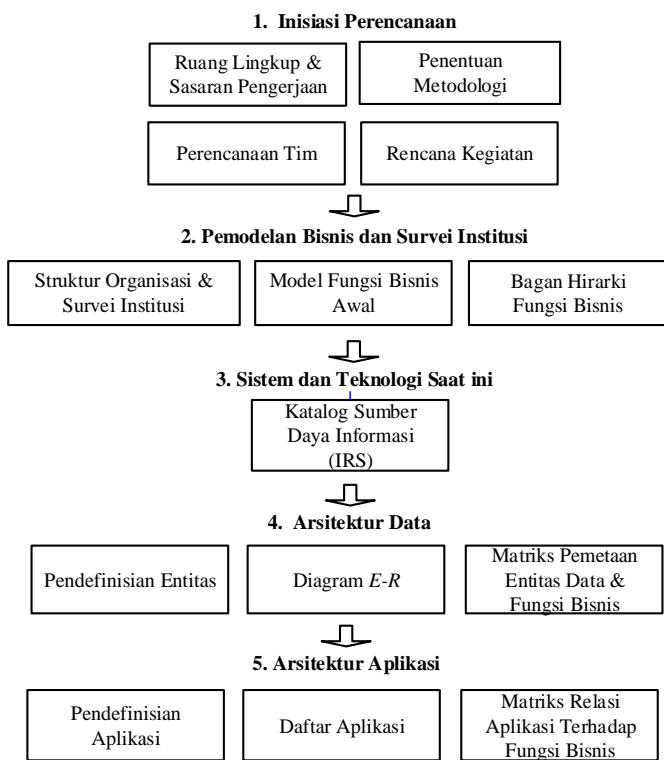 1. Inisiasi Perencanaan
Ruang Lingkup &
Sasaran Pengerjaan
Penentuan
Metodologi
Perencanaan Tim
Rencana Kegiatan
2. Pemodelan Bisnis dan Survei Institusi
Struktur Organisasi &
Survei Institusi
Model Fungsi Bisnis
Awal
Bagan Hirarki
Fungsi Bisnis
3. Sistem dan Teknologi Saat ini
Katalog Sumber
Daya Informasi
(IRS)
4. Arsitektur Data
Pendefinisian Entitas
Diagram E-R
Matriks Pemetaan
Entitas Data &
Fungsi Bisnis
5. Arsitektur Aplikasi
Pendefinisian
Aplikasi
Daftar Aplikasi
Matriks Relasi
Aplikasi Terhadap
Fungsi Bisnis